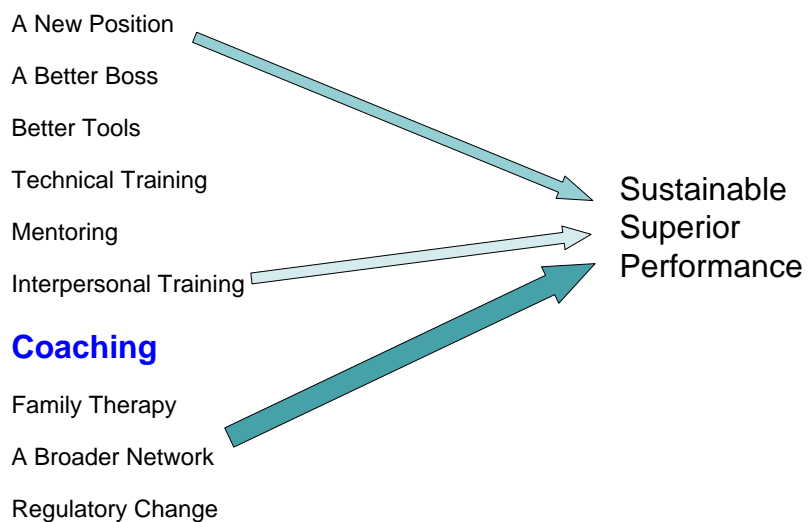 A New Position
A Better Boss
Better Tools
Technical Training
Mentoring
Interpersonal Training
Coaching
Family Therapy
A Broader Network
Regulatory Change
Sustainable
Superior
Performance